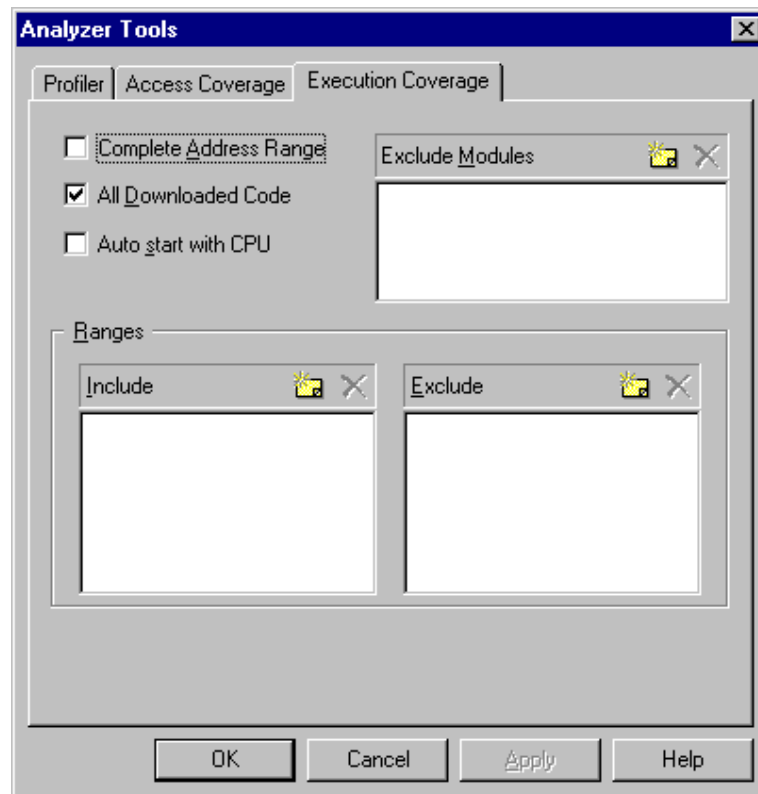 Analyzer Tools
Profiler Access Coverage Execution Coverage
Complete Address Range
Exclude Modules
All Downloaded Code
Auto start with CPU
Ranges
Include
Exclude
OK Cancel Apply Help